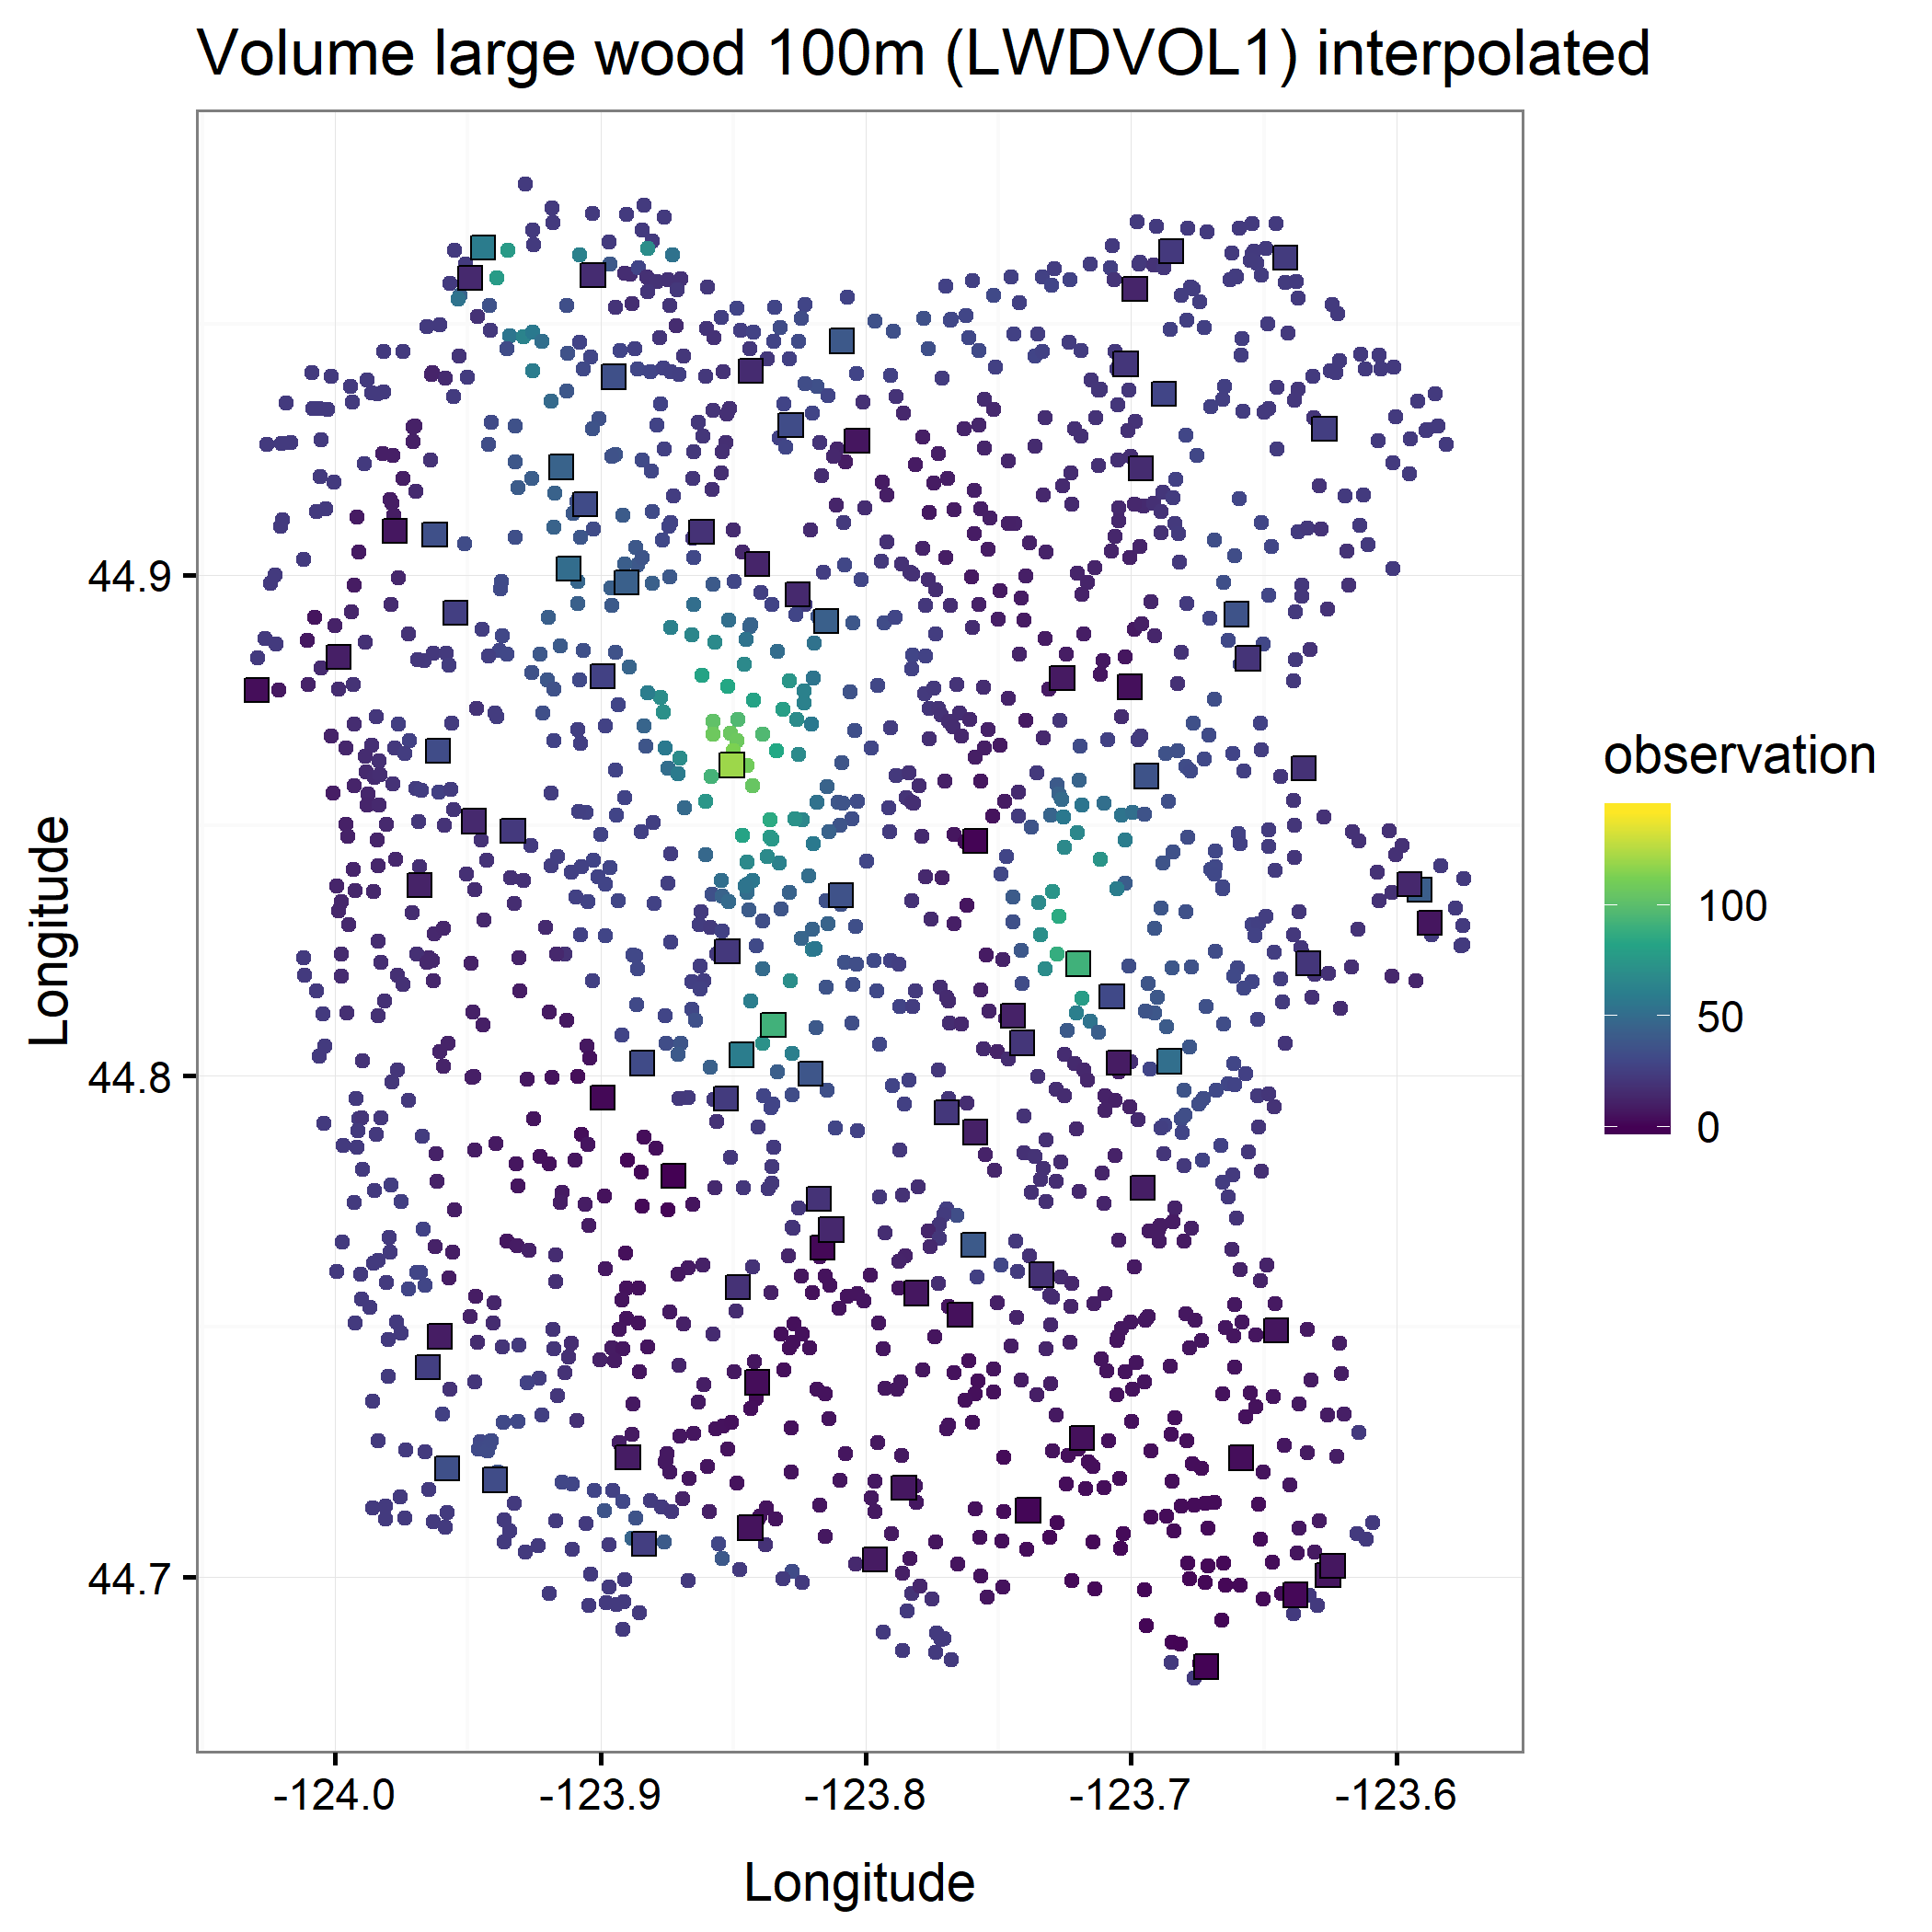 Volume large wood 100m (LWDVOL1) interpolated
Longitude
44.9
44.8
44.7
-124.0
-123.9
-123.8
-123.7
-123.6
Longitude
observation
100
50
0